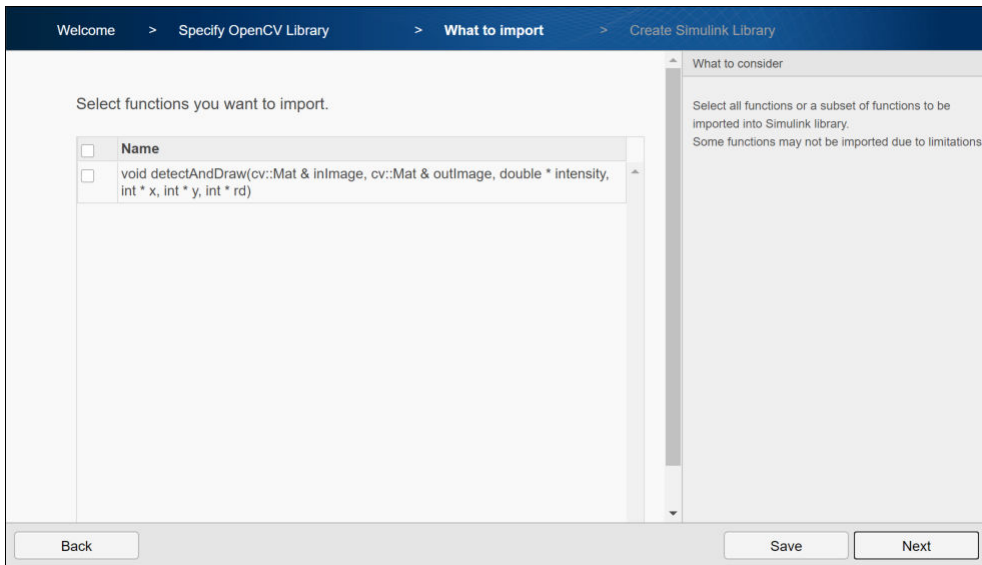 Welcome > Specify OpenCV Library > What to import > Create Simulink Library
What to consider
Select functions you want to import.
Select all functions or a subset of functions to be
imported into Simulink library.
Some functions may not be imported due to limitations
Name
void detectAndDraw(cv::Mat & inImage, cv::Mat & outImage, double * intensity,
int * x, int * y, int * rd)
Back
Save
Next